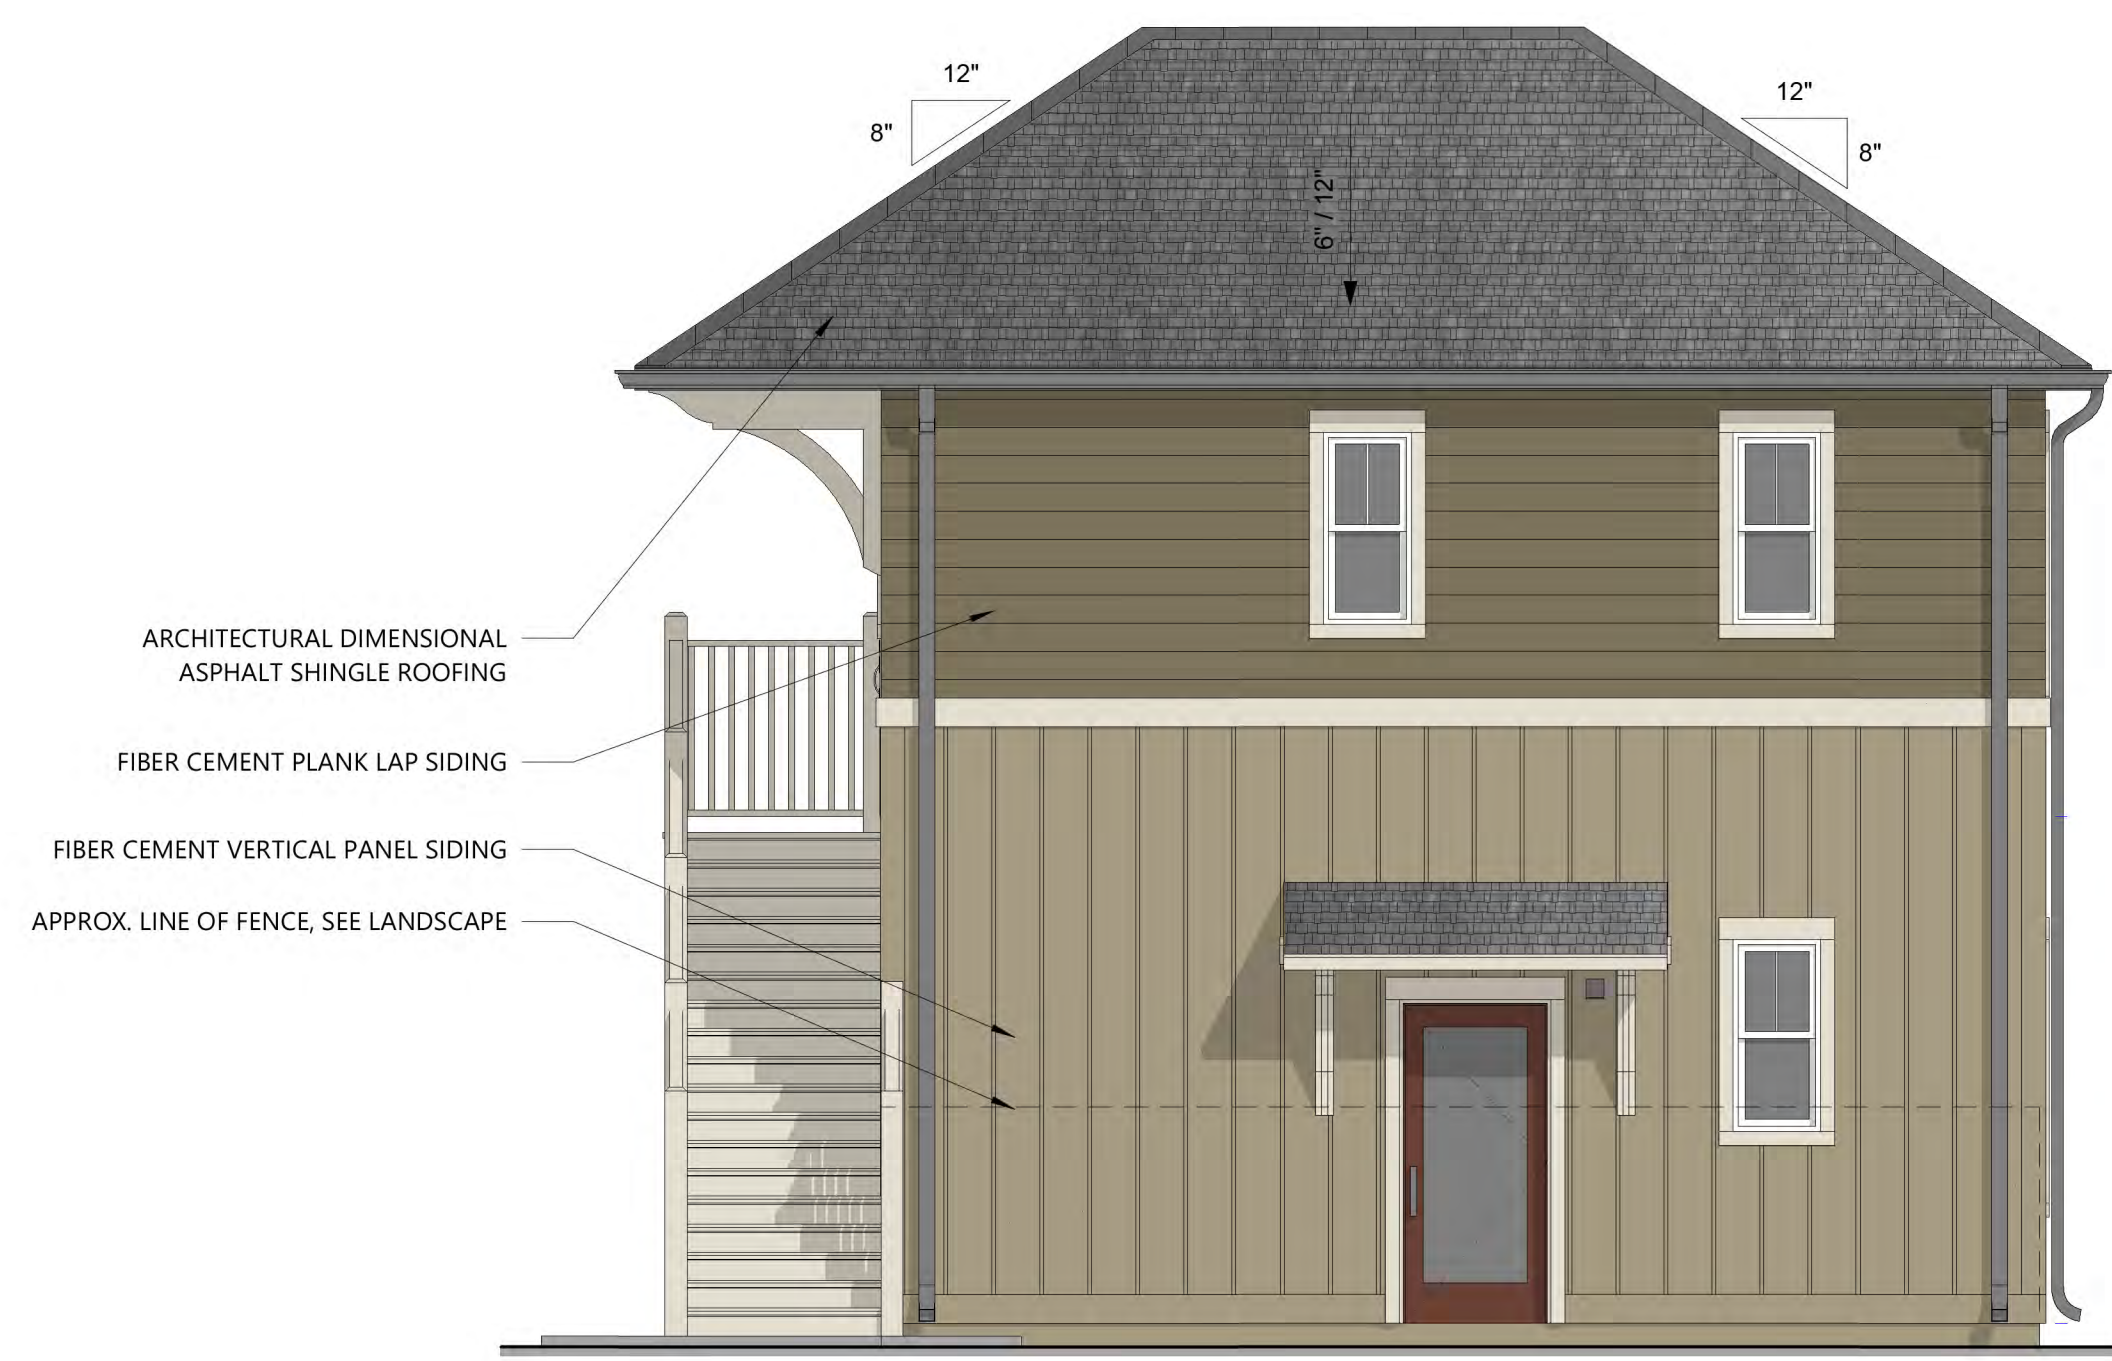 12"
8"
12"
8"
6" / 12"
ARCHITECTURAL DIMENSIONAL
ASPHALT SHINGLE ROOFING
FIBER CEMENT PLANK LAP SIDING
FIBER CEMENT VERTICAL PANEL SIDING
APPROX. LINE OF FENCE, SEE LANDSCAPE